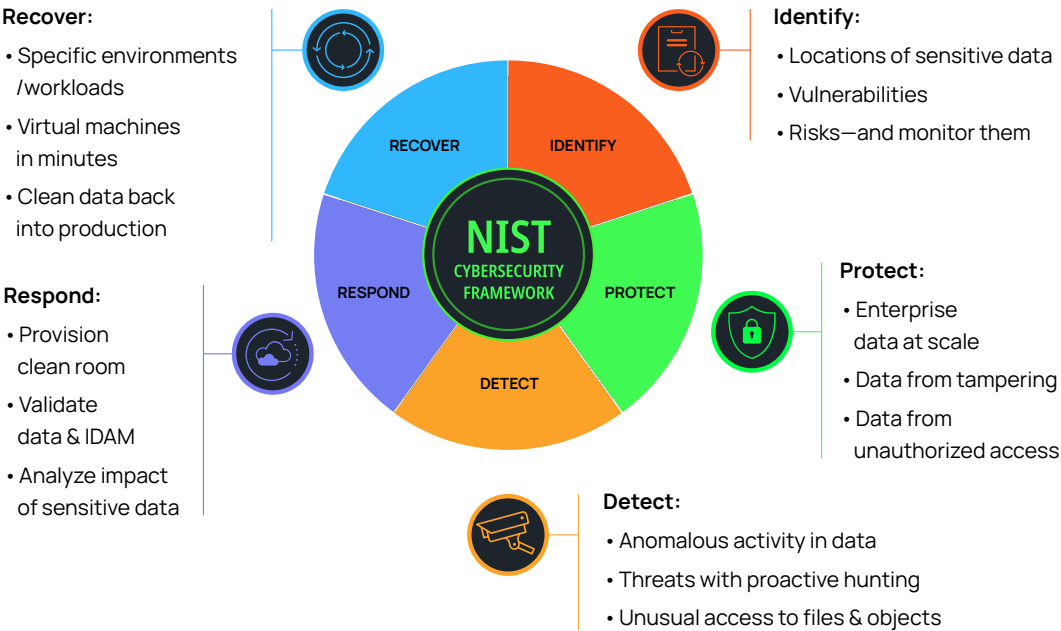 Recover:
• Specific environments
/workloads
• Virtual machines
in minutes
• Clean data back
into production
Identify:
• Locations of sensitive data
• Vulnerabilities
• Risks—and monitor them
RECOVER
IDENTIFY
RESPOND
PROTECT
DETECT
NIST
CYBERSECURITY
FRAMEWORK
Protect:
• Enterprise
data at scale
• Data from tampering
• Data from
unauthorized access
Respond:
• Provision
clean room
• Validate
data & IDAM
• Analyze impact
of sensitive data
Detect:
• Anomalous activity in data
• Threats with proactive hunting
• Unusual access to files & objects